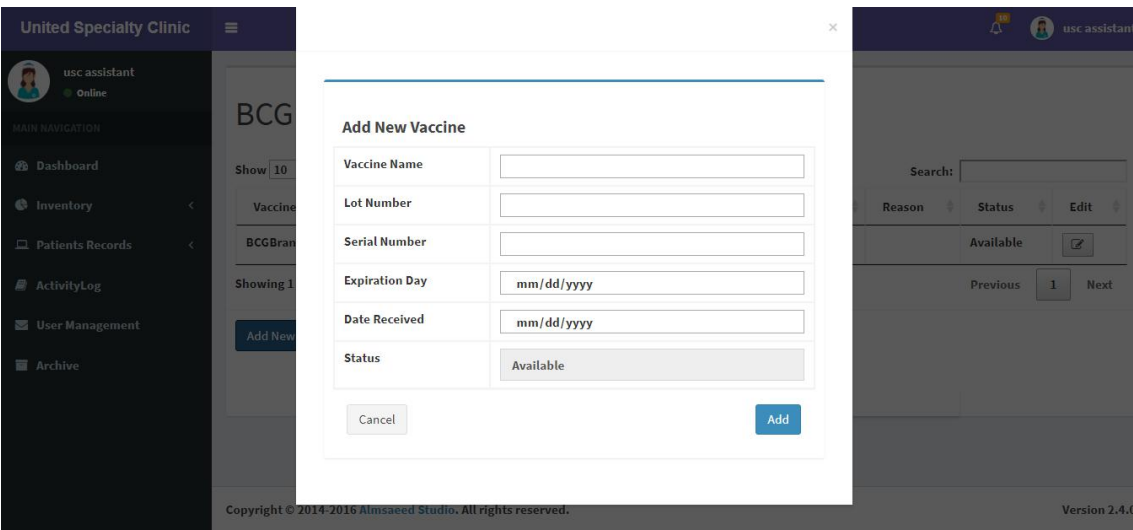 United Specialty Clinic
×
10
usc assistant
usc assistant
Online
MAIN NAVIGATION
Dashboard
Inventory
Patients Records
ActivityLog
User Management
Archive
BCG
Show 10
Search:
Vaccine
Reason
Status
Edit
BCGBran
Available
Showing 1
Previous 1 Next
Add New
Add New Vaccine
Vaccine Name
Lot Number
Serial Number
Expiration Day mm/dd/yyyy
Date Received mm/dd/yyyy
Status Available
Cancel Add
Copyright © 2014-2016 Almsaeed Studio. All rights reserved.
Version 2.4.0